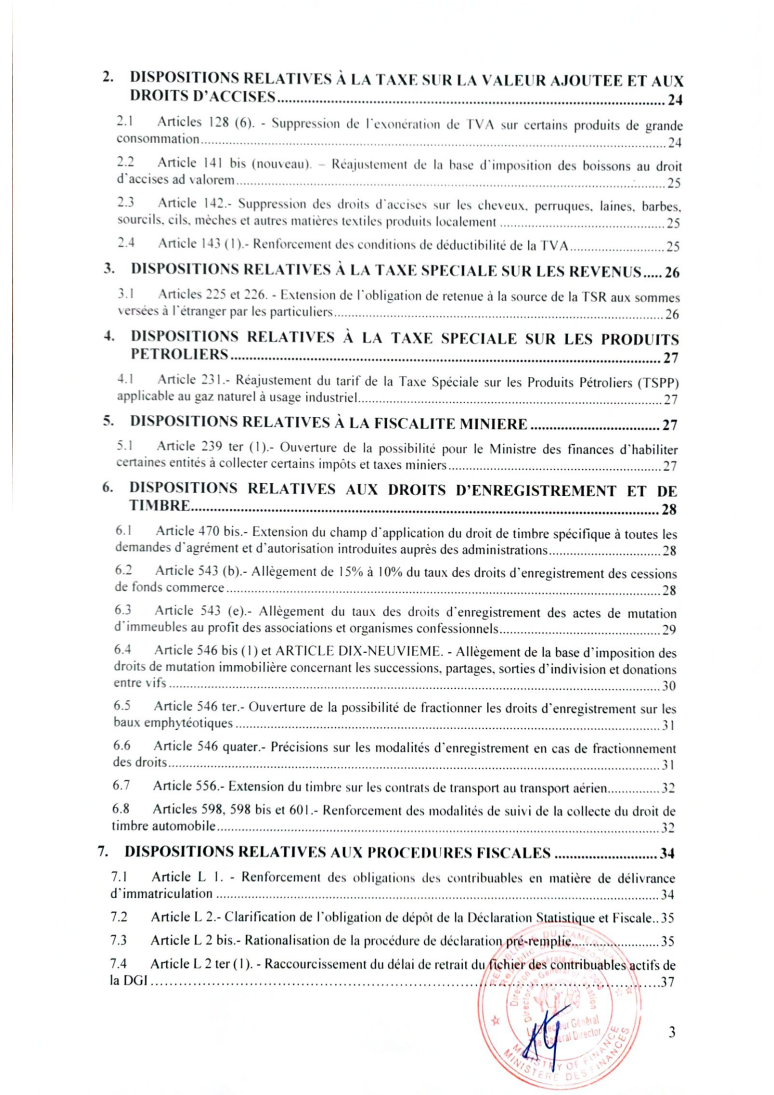 2. DISPOSITIONS RELATIVES À LA TAXE SUR LA VALEUR AJOUTEE ET AUX
DROITS D'ACCISES.....24
2.1 Articles 128 (6). - Suppression de l'exonération de TVA sur certains produits de grande
consommation.....24
2.2 Article 141 bis (nouveau). – Réajustement de la base d'imposition des boissons au droit
d'accises ad valorem.....25
2.3 Article 142.- Suppression des droits d'accises sur les cheveux, perruques, laines, barbes,
sourcils, cils, mèches et autres matières textiles produits localement.....25
2.4 Article 143 (1).- Renforcement des conditions de déductibilité de la TVA.....25
3. DISPOSITIONS RELATIVES À LA TAXE SPECIALE SUR LES REVENUS.....26
3.1 Articles 225 et 226. - Extension de l'obligation de retenue à la source de la TSR aux sommes
versées à l'étranger par les particuliers.....26
4. DISPOSITIONS RELATIVES À LA TAXE SPECIALE SUR LES PRODUITS
PETROLIERS.....27
4.1 Article 231.- Réajustement du tarif de la Taxe Spéciale sur les Produits Pétroliers (TSPP)
applicable au gaz naturel à usage industriel.....27
5. DISPOSITIONS RELATIVES À LA FISCALITE MINIERE.....27
5.1 Article 239 ter (1).- Ouverture de la possibilité pour le Ministre des finances d'habiliter
certaines entités à collecter certains impôts et taxes miniers.....27
6. DISPOSITIONS RELATIVES AUX DROITS D'ENREGISTREMENT ET DE
TIMBRE.....28
6.1 Article 470 bis.- Extension du champ d'application du droit de timbre spécifique à toutes les
demandes d'agrément et d'autorisation introduites auprès des administrations.....28
6.2 Article 543 (b).- Allègement de 15% à 10% du taux des droits d'enregistrement des cessions
de fonds commerce.....28
6.3 Article 543 (e).- Allègement du taux des droits d'enregistrement des actes de mutation
d'immeubles au profit des associations et organismes confessionnels.....29
6.4 Article 546 bis (1) et ARTICLE DIX-NEUVIEME. - Allègement de la base d'imposition des
droits de mutation immobilière concernant les successions, partages, sorties d'indivision et donations
entre vifs.....30
6.5 Article 546 ter.- Ouverture de la possibilité de fractionner les droits d'enregistrement sur les
baux emphytéotiques.....31
6.6 Article 546 quater.- Précisions sur les modalités d'enregistrement en cas de fractionnement
des droits.....31
6.7 Article 556.- Extension du timbre sur les contrats de transport au transport aérien.....32
6.8 Articles 598, 598 bis et 601.- Renforcement des modalités de suivi de la collecte du droit de
timbre automobile.....32
7. DISPOSITIONS RELATIVES AUX PROCEDURES FISCALES.....34
7.1 Article L 1. - Renforcement des obligations des contribuables en matière de délivrance
d'immatriculation.....34
7.2 Article L 2.- Clarification de l'obligation de dépôt de la Déclaration Statistique et Fiscale..35
7.3 Article L 2 bis.- Rationalisation de la procédure de déclaration pré-remplie.....35
7.4 Article L 2 ter (1). - Raccourcissement du délai de retrait du fichier des contribuables actifs de
la DGI.....37
MINISTRY OF FINANCE
MINISTERE DES FINANCES
3